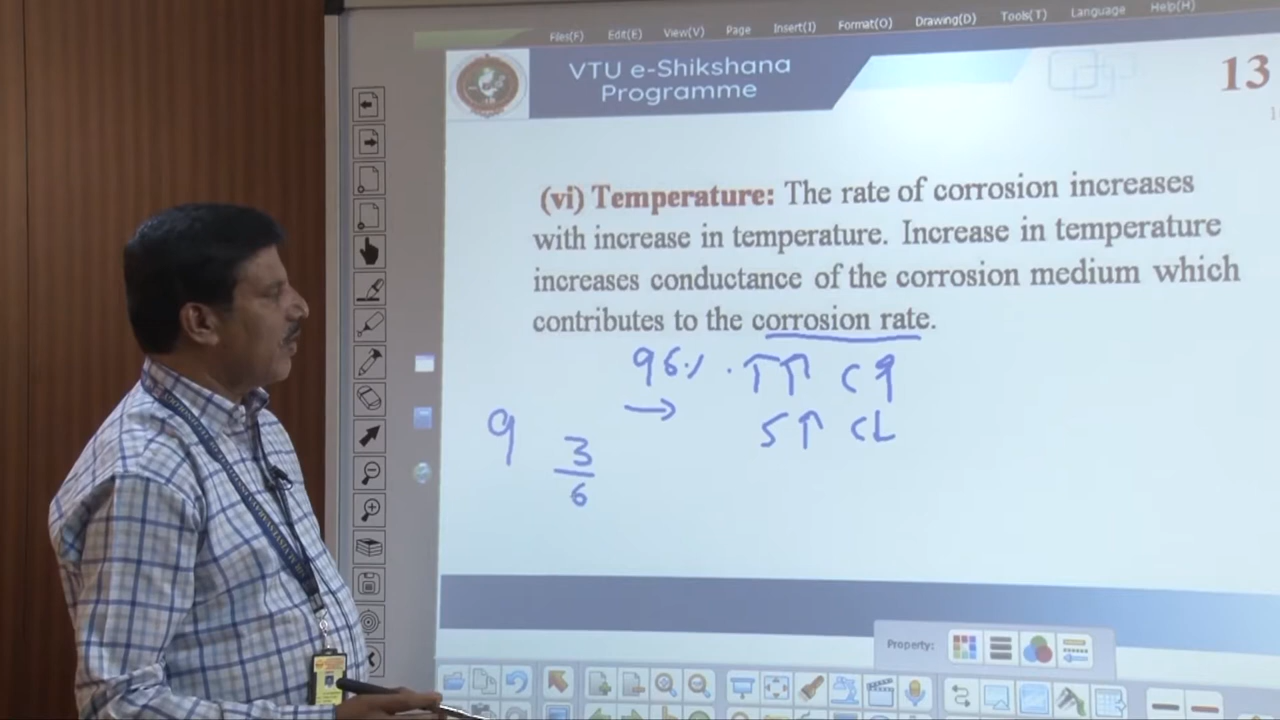 Files(F) Edit(E) View(V) Page Insert(I) Format(O) Drawing(D) Tools(T) Language Help(H)
VTU e-Shikshana
Programme
13
(vi) Temperature: The rate of corrosion increases
with increase in temperature. Increase in temperature
increases conductance of the corrosion medium which
contributes to the corrosion rate.
96% ↑↑ C
→ S↑ CL
9 3
6
Property: